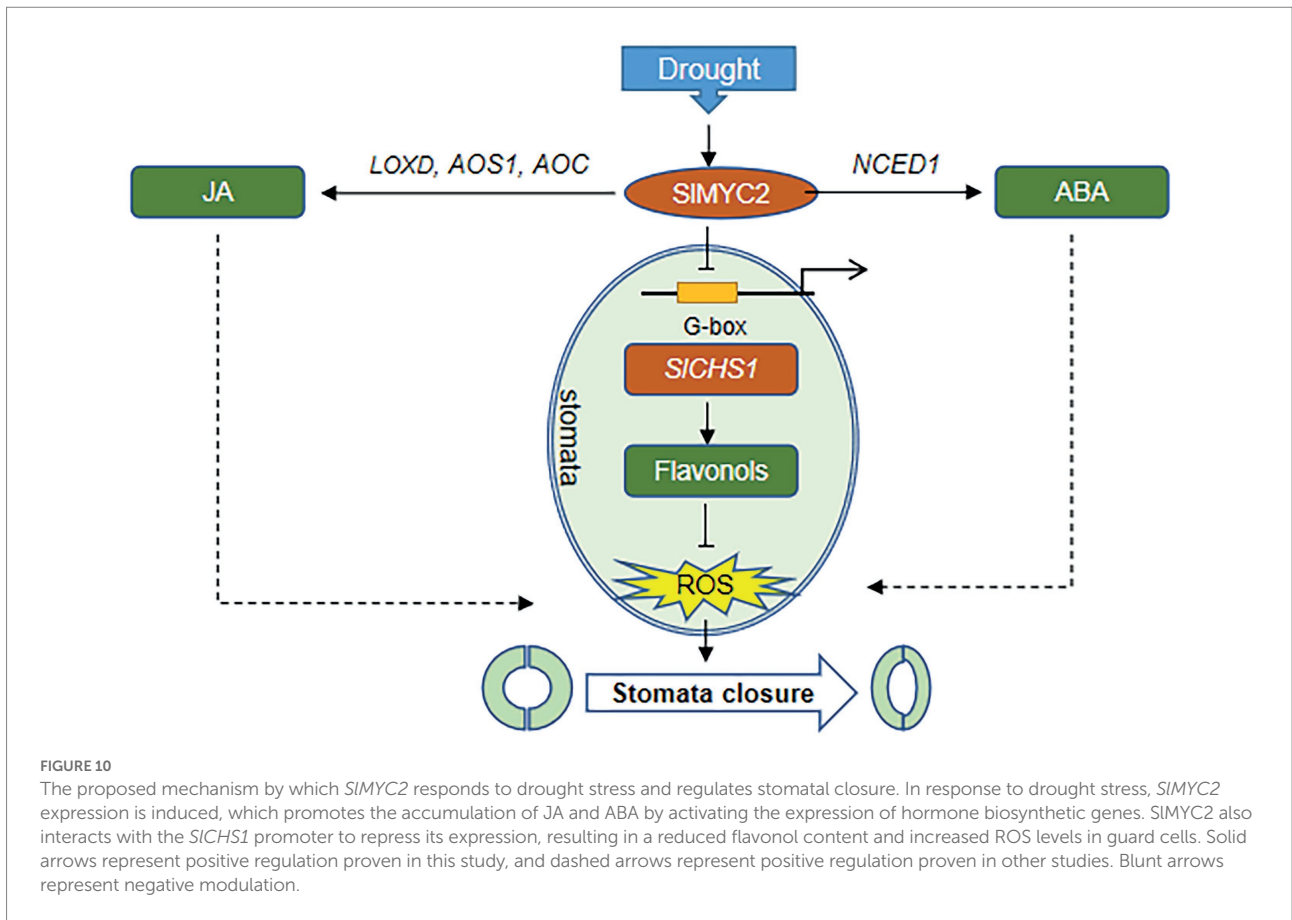 Drought
LOXD, AOS1, AOC
NCED1
JA
SlMYC2
ABA
G-box
SlCHS1
stomata
Flavonols
ROS
Stomata closure
FIGURE 10
The proposed mechanism by which SlMYC2 responds to drought stress and regulates stomatal closure. In response to drought stress, SlMYC2
expression is induced, which promotes the accumulation of JA and ABA by activating the expression of hormone biosynthetic genes. SlMYC2 also
interacts with the SlCHS1 promoter to repress its expression, resulting in a reduced flavonol content and increased ROS levels in guard cells. Solid
arrows represent positive regulation proven in this study, and dashed arrows represent positive regulation proven in other studies. Blunt arrows
represent negative modulation.